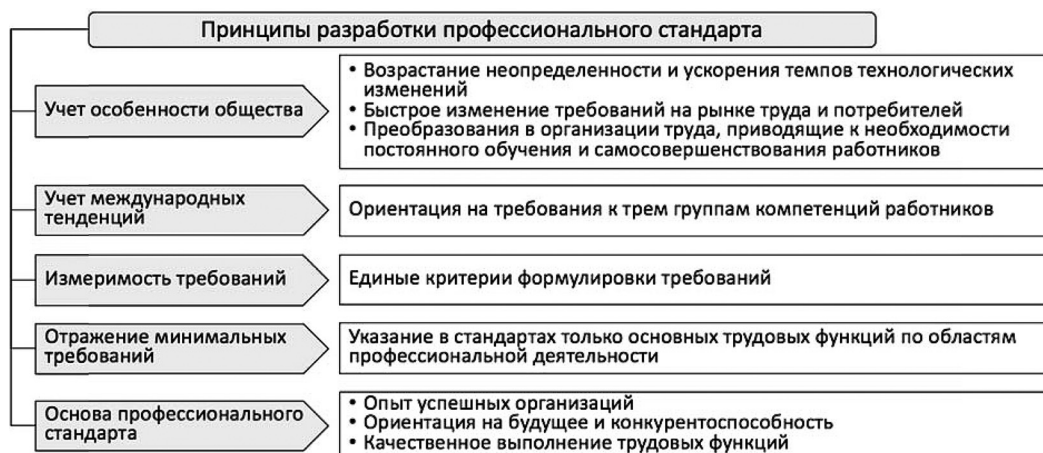 Принципы разработки профессионального стандарта
Учет особенности общества
• Возрастание неопределенности и ускорения темпов технологических
изменений
• Быстрое изменение требований на рынке труда и потребителей
• Преобразования в организации труда, приводящие к необходимости
постоянного обучения и самосовершенствования работников
Учет международных
тенденций
Ориентация на требования к трем группам компетенций работников
Измеримость требований
Единые критерии формулировки требований
Отражение минимальных
требований
Указание в стандартах только основных трудовых функций по областям
профессиональной деятельности
Основа профессионального
стандарта
• Опыт успешных организаций
• Ориентация на будущее и конкурентоспособность
• Качественное выполнение трудовых функций